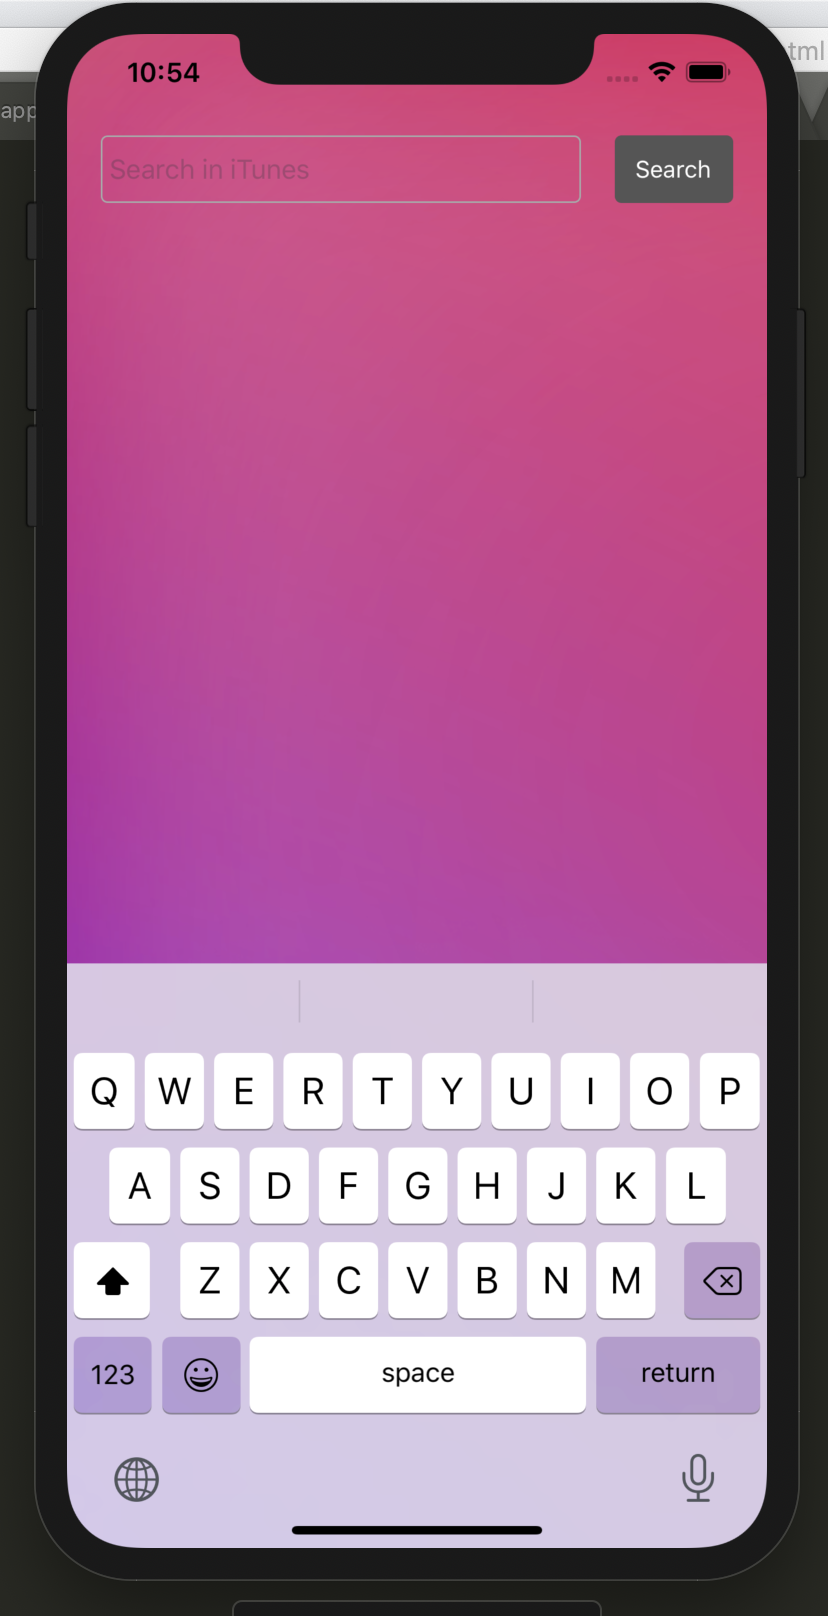 tml
app
10:54
Search in iTunes
Search
Q W E R T Y U I O P
A S D F G H J K L
Z X C V B N M
123 space return